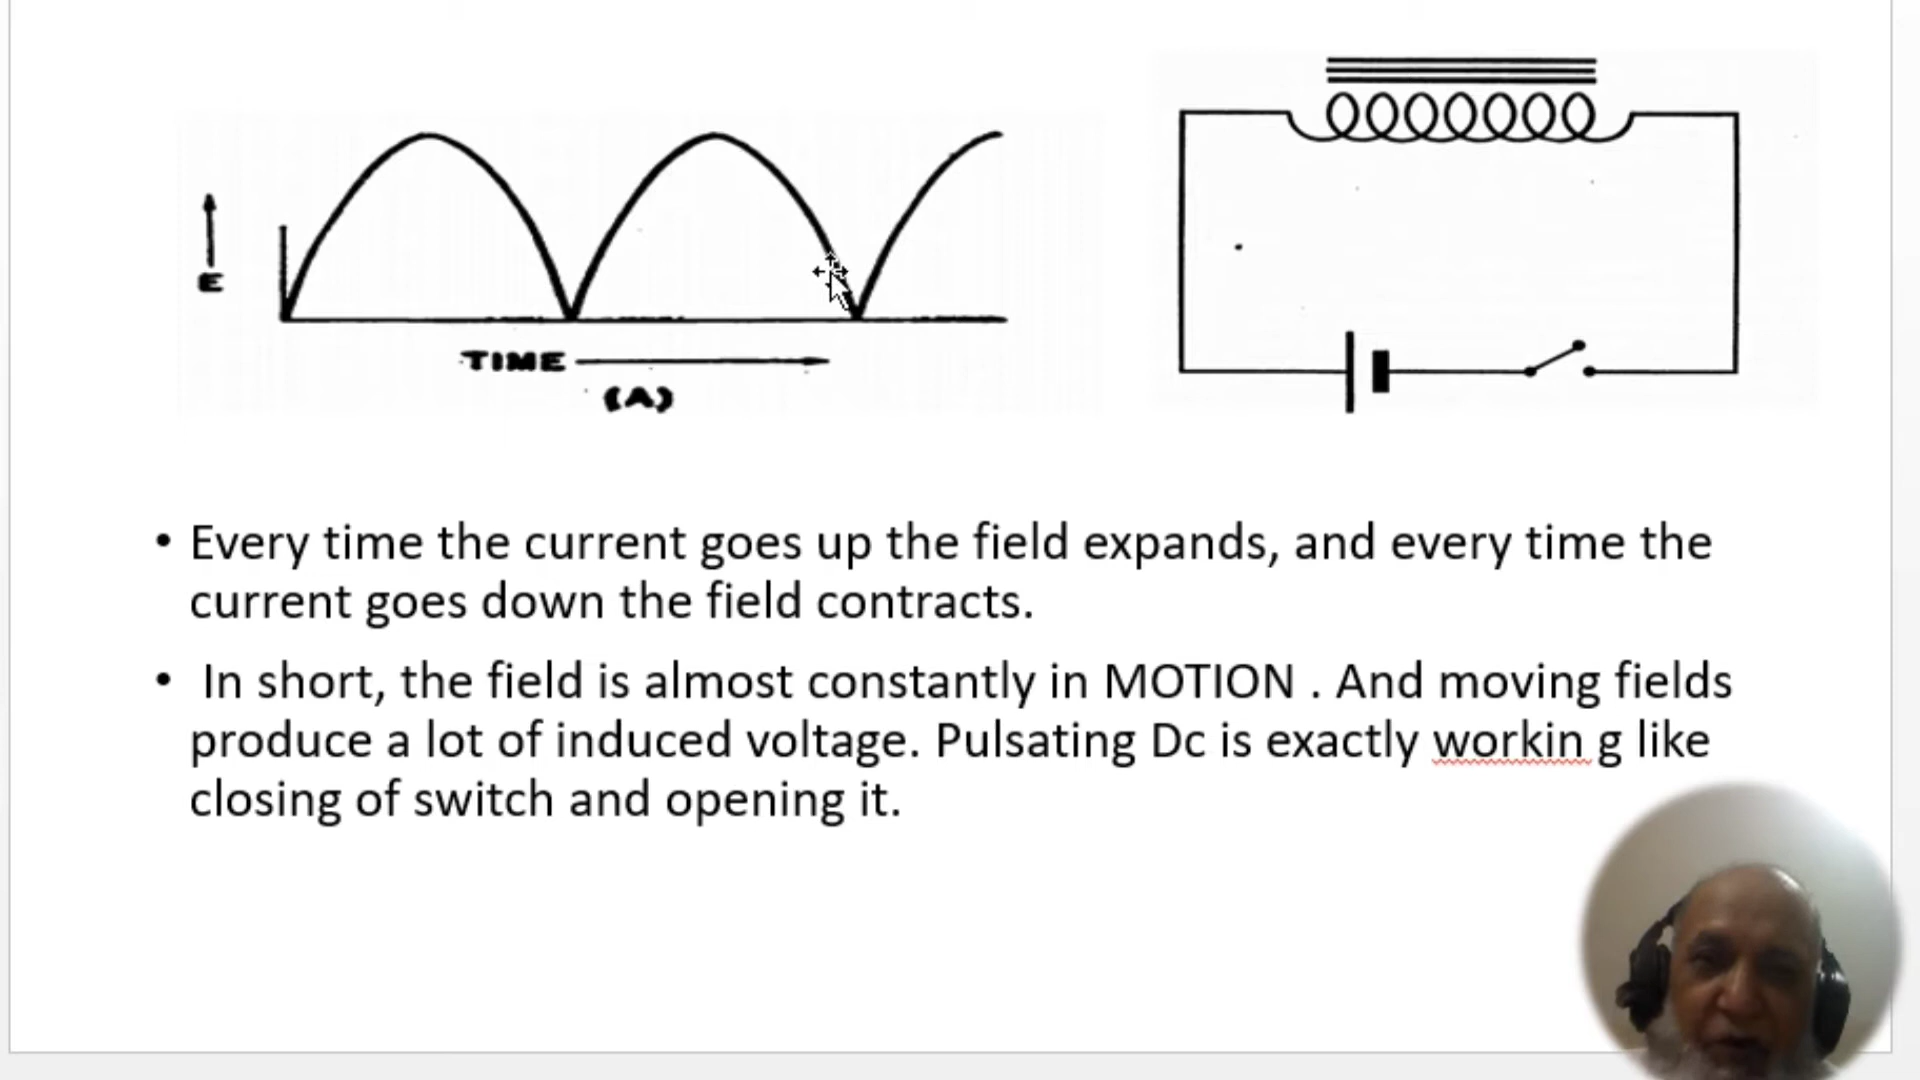 E
TIME
(A)
• Every time the current goes up the field expands, and every time the
current goes down the field contracts.
• In short, the field is almost constantly in MOTION . And moving fields
produce a lot of induced voltage. Pulsating Dc is exactly workin g like
closing of switch and opening it.